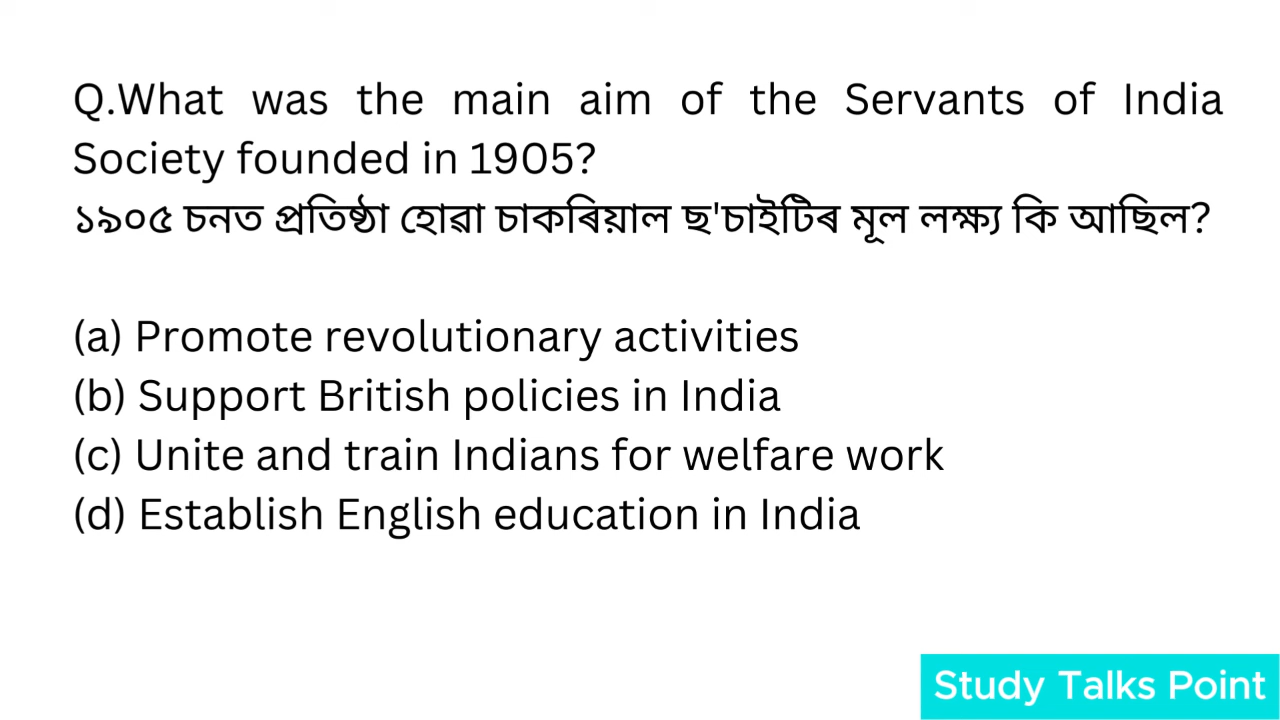 Q.What was the main aim of the Servants of India
Society founded in 1905?
১৯০৫ চনত প্ৰতিষ্ঠা হোৱা চাকৰিয়াল ছ'চাইটিৰ মূল লক্ষ্য কি আছিল?
(a) Promote revolutionary activities
(b) Support British policies in India
(c) Unite and train Indians for welfare work
(d) Establish English education in India
Study Talks Point